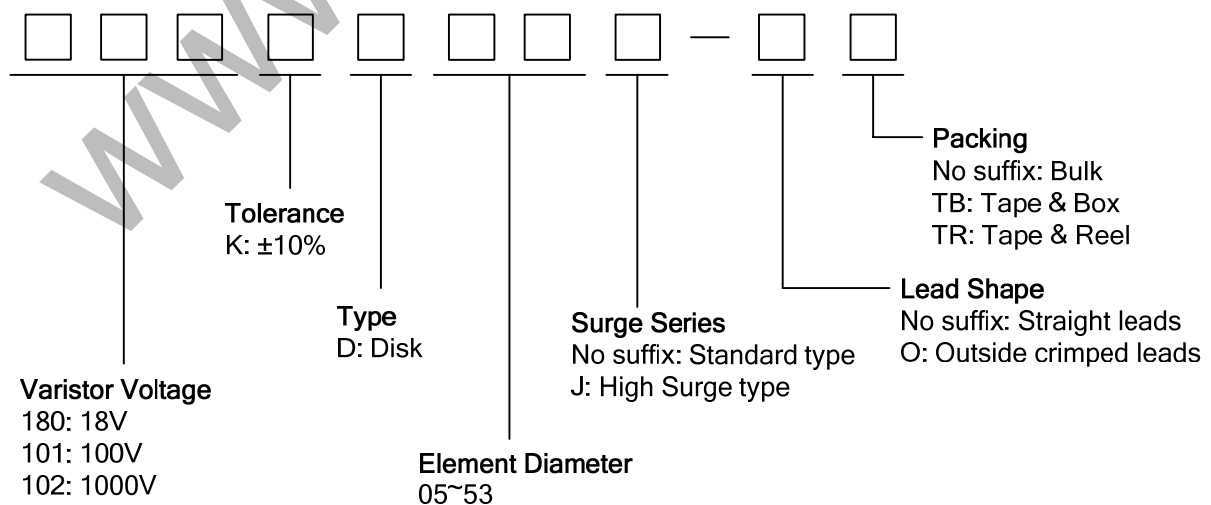 WWW
Packing
No suffix: Bulk
TB: Tape & Box
TR: Tape & Reel
Tolerance
K: ±10%
Lead Shape
No suffix: Straight leads
O: Outside crimped leads
Type
D: Disk
Surge Series
No suffix: Standard type
J: High Surge type
Varistor Voltage
180: 18V
101: 100V
102: 1000V
Element Diameter
05~53